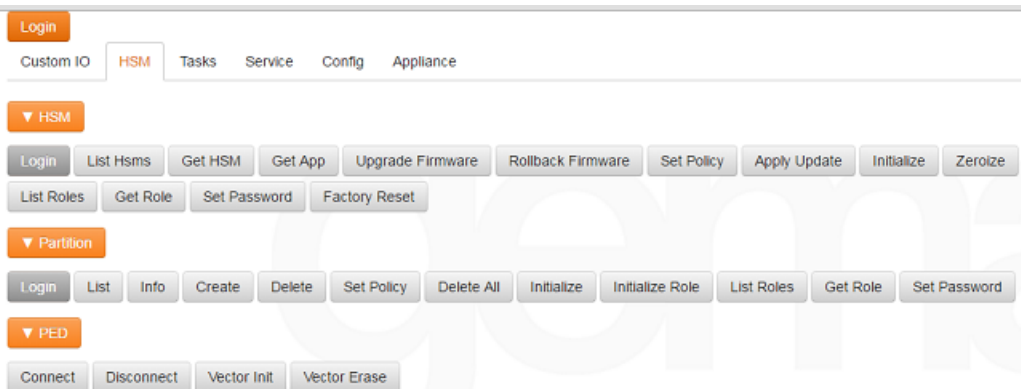 Login
Custom IO HSM Tasks Service Config Appliance
▼ HSM
Login List Hsms Get HSM Get App Upgrade Firmware Rollback Firmware Set Policy Apply Update Initialize Zeroize
List Roles Get Role Set Password Factory Reset
▼ Partition
Login List Info Create Delete Set Policy Delete All Initialize Initialize Role List Roles Get Role Set Password
▼ PED
Connect Disconnect Vector Init Vector Erase
gema